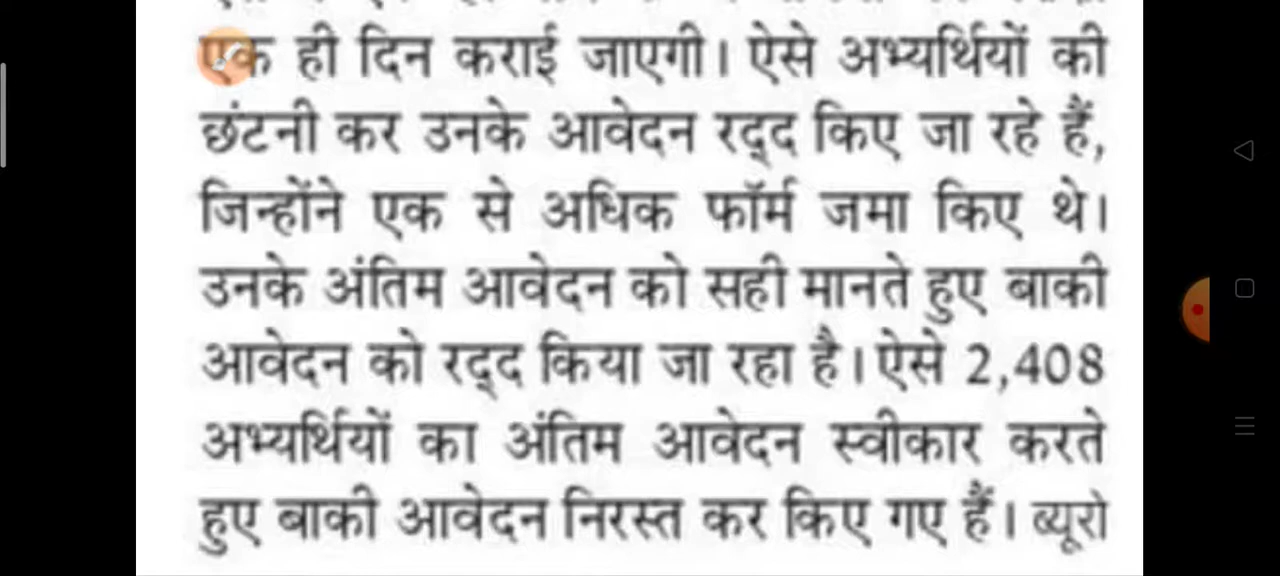 एक ही दिन कराई जाएगी। ऐसे अभ्यर्थियों की
छंटनी कर उनके आवेदन रद्द किए जा रहे हैं,
जिन्होंने एक से अधिक फॉर्म जमा किए थे।
उनके अंतिम आवेदन को सही मानते हुए बाकी
आवेदन को रद्द किया जा रहा है। ऐसे 2,408
अभ्यर्थियों का अंतिम आवेदन स्वीकार करते
हुए बाकी आवेदन निरस्त कर किए गए हैं। ब्यूरो